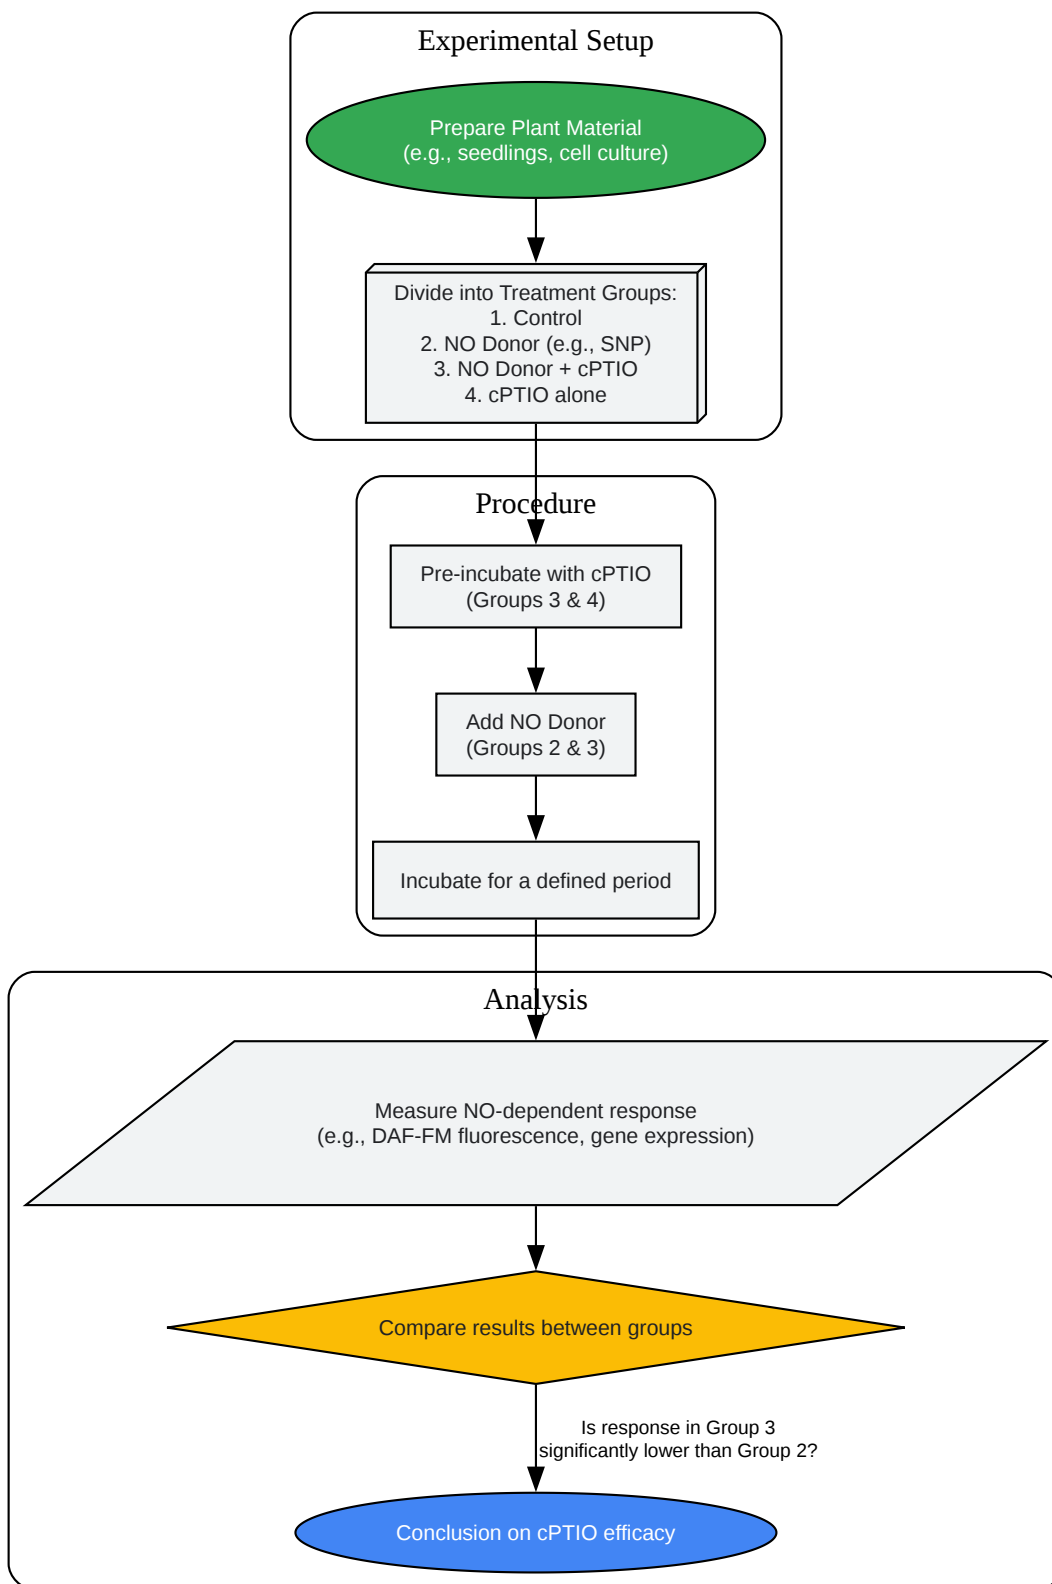 Experimental Setup
Prepare Plant Material
(e.g., seedlings, cell culture)
Divide into Treatment Groups:
1. Control
2. NO Donor (e.g., SNP)
3. NO Donor + cPTIO
4. cPTIO alone
Procedure
Pre-incubate with cPTIO
(Groups 3 & 4)
Add NO Donor
(Groups 2 & 3)
Incubate for a defined period
Analysis
Measure NO-dependent response
(e.g., DAF-FM fluorescence, gene expression)
Compare results between groups
Is response in Group 3
significantly lower than Group 2?
Conclusion on cPTIO efficacy